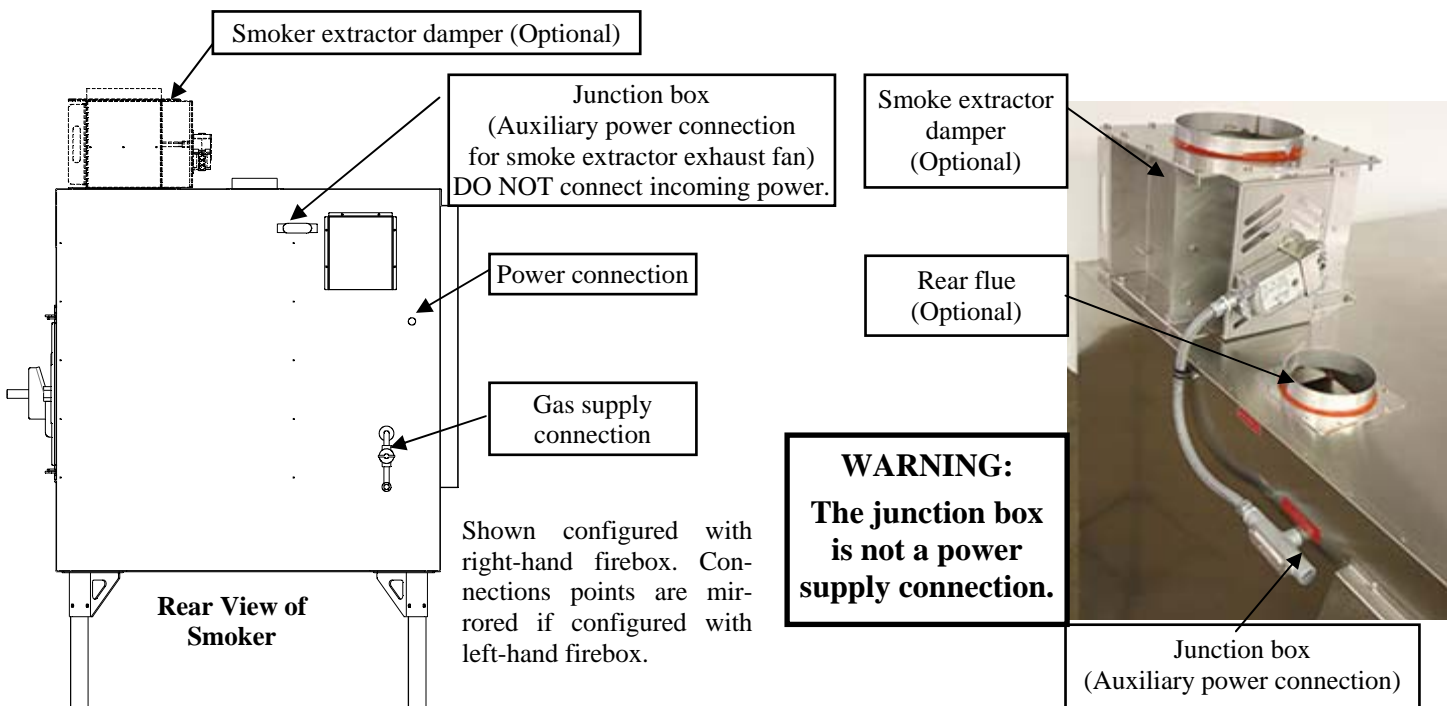 Smoker extractor damper (Optional)
Junction box
(Auxiliary power connection
for smoke extractor exhaust fan)
DO NOT connect incoming power.
Power connection
Gas supply
connection
Shown configured with
right-hand firebox. Con-
nections points are mir-
rored if configured with
left-hand firebox.
Rear View of
Smoker
Smoke extractor
damper
(Optional)
Rear flue
(Optional)
WARNING:
The junction box
is not a power
supply connection.
Junction box
(Auxiliary power connection)